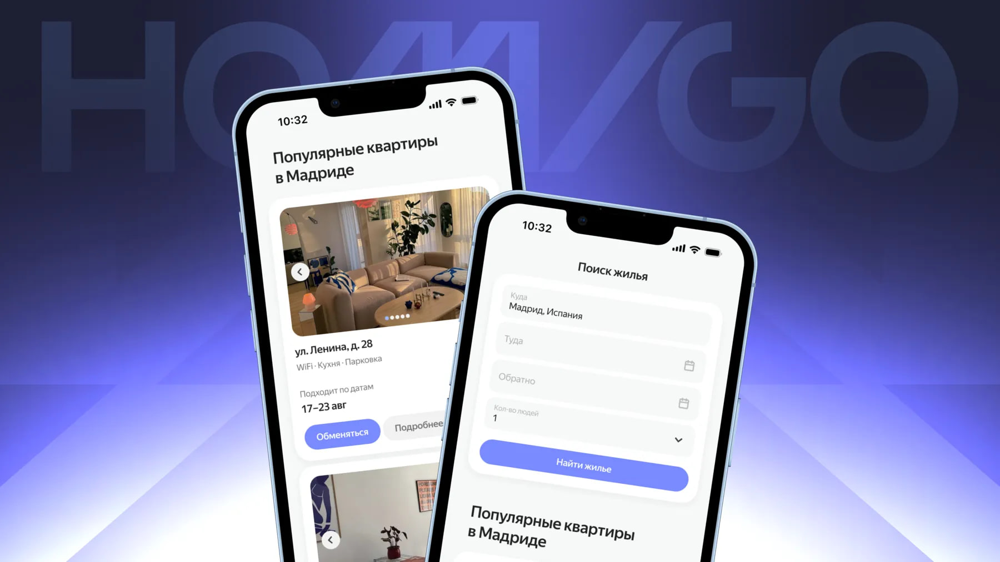 HOM/GO
10:32
Популярные квартиры
в Мадриде
ул. Ленина, д. 28
WiFi · Кухня · Парковка
Подходит по датам
17–23 авг
Обменяться
Подробнее
10:32
Поиск жилья
Куда
Мадрид, Испания
Туда
Обратно
Кол-во людей
1
Найти жилье
Популярные квартиры
в Мадриде